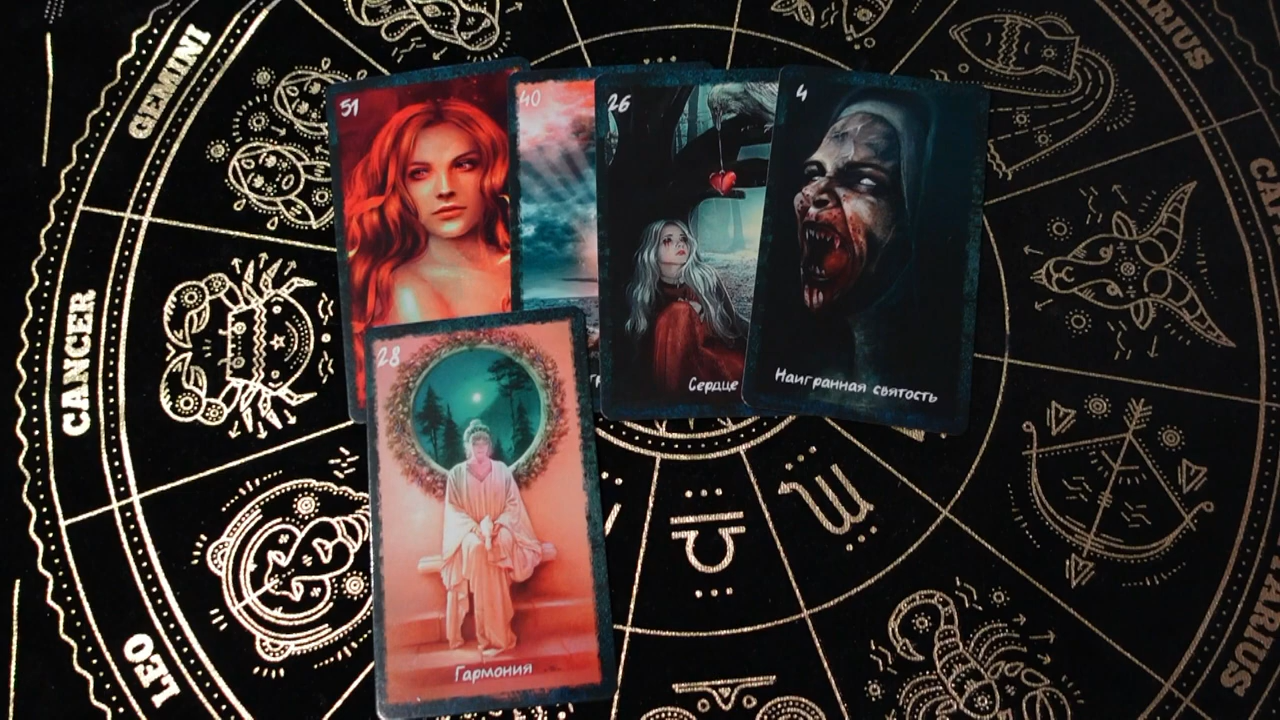 GEMINI
CANCER
LEO
51
40
26
Сердце
4
Наигранная святость
28
Гармония